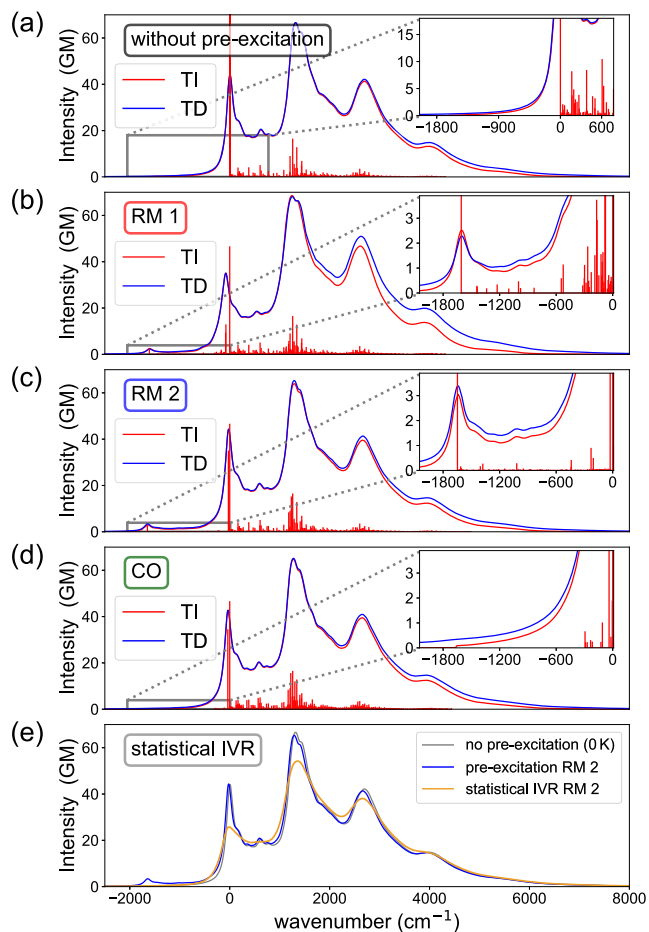 (a)
without pre-excitation
TI
TD
Intensity (GM)
60
40
20
0
15
10
5
0
-1800 -900 0 600
(b)
RM 1
TI
TD
Intensity (GM)
60
40
20
0
3
2
1
0
-1800 -1200 -600 0
(c)
RM 2
TI
TD
Intensity (GM)
60
40
20
0
3
2
1
0
-1800 -1200 -600 0
(d)
CO
TI
TD
Intensity (GM)
60
40
20
0
3
2
1
0
-1800 -1200 -600 0
(e)
statistical IVR
no pre-excitation (0 K)
pre-excitation RM 2
statistical IVR RM 2
Intensity (GM)
60
40
20
0
−2000 0 2000 4000 6000 8000
wavenumber (cm⁻¹)